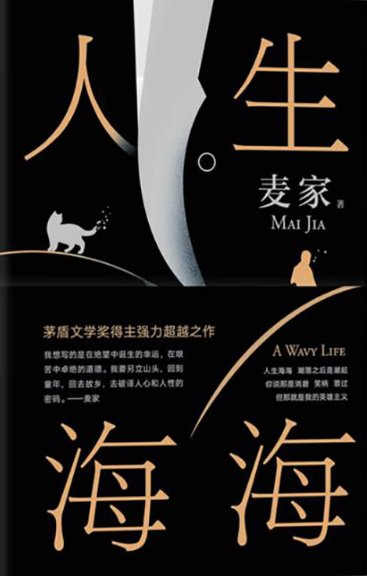 人生
麦家 著
MAI JIA
茅盾文学奖得主强力超越之作
我想写的是在绝望中诞生的幸运，在艰
苦中卓绝的道德。我要另立山头，回到
童年，回去故乡，去破译人心和人性的
密码。——麦家
A WAVY LIFE
人生海海 潮落之后是潮起
你说那是消磨 笑柄 罪过
但那就是我的英雄主义
海海